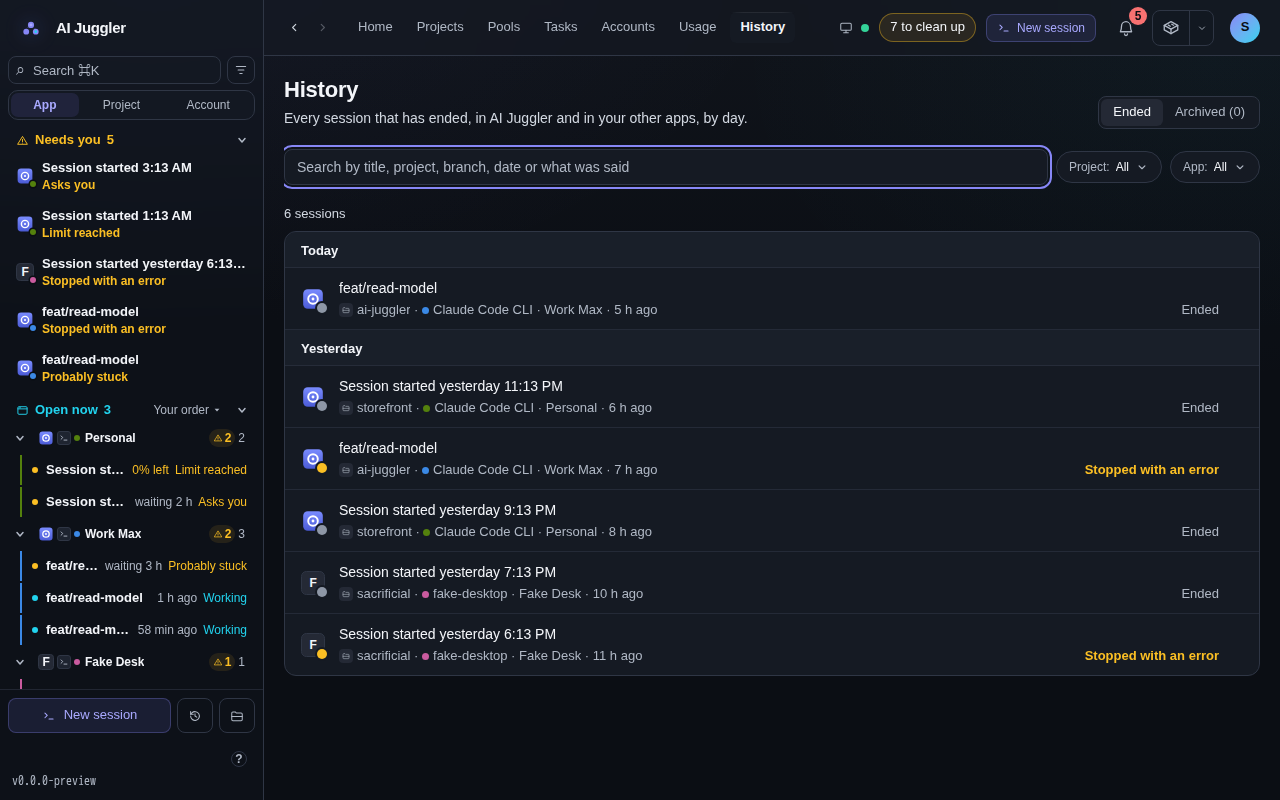 AI Juggler
Search ⌘K
App Project Account
Needs you 5
Session started 3:13 AM
Asks you
Session started 1:13 AM
Limit reached
F Session started yesterday 6:13…
Stopped with an error
feat/read-model
Stopped with an error
feat/read-model
Probably stuck
Open now 3 Your order
Personal 2 2
Session st… 0% left Limit reached
Session st… waiting 2 h Asks you
Work Max 2 3
feat/re… waiting 3 h Probably stuck
feat/read-model 1 h ago Working
feat/read-m… 58 min ago Working
F Fake Desk 1 1
New session
?
v0.0.0-preview
Home Projects Pools Tasks Accounts Usage History
7 to clean up
New session
5
S
History
Every session that has ended, in AI Juggler and in your other apps, by day.
Ended Archived (0)
Search by title, project, branch, date or what was said
Project: All
App: All
6 sessions
Today
feat/read-model
ai-juggler · Claude Code CLI · Work Max · 5 h ago Ended
Yesterday
Session started yesterday 11:13 PM
storefront · Claude Code CLI · Personal · 6 h ago Ended
feat/read-model
ai-juggler · Claude Code CLI · Work Max · 7 h ago Stopped with an error
Session started yesterday 9:13 PM
storefront · Claude Code CLI · Personal · 8 h ago Ended
F Session started yesterday 7:13 PM
sacrificial · fake-desktop · Fake Desk · 10 h ago Ended
F Session started yesterday 6:13 PM
sacrificial · fake-desktop · Fake Desk · 11 h ago Stopped with an error